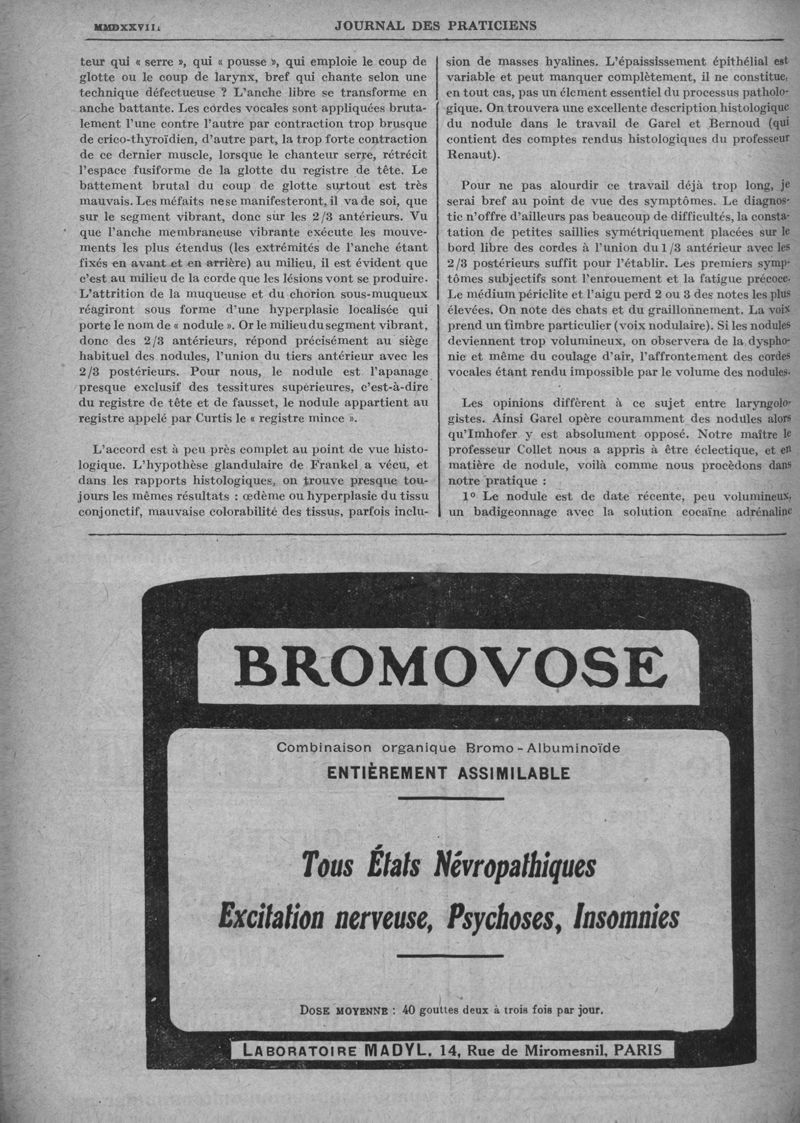 MMDXXVIII
JOURNAL DES PRATICIENS
teur qui « serre », qui « pousse », qui emploie le coup de
glotte ou le coup de larynx, bref qui chante selon une
technique défectueuse ? L'anche libre se transforme en
anche battante. Les cordes vocales sont appliquées bruta-
lement l'une contre l'autre par contraction trop brusque
de crico-thyroïdien, d'autre part, la trop forte contraction
de ce dernier muscle, lorsque le chanteur serre, rétrécit
l'espace fusiforme de la glotte du registre de tête. Le
battement brutal du coup de glotte surtout est très
mauvais. Les méfaits ne se manifesteront, il va de soi, que
sur le segment vibrant, donc sur les 2/3 antérieurs. Vu
que l'anche membraneuse vibrante exécute les mouve-
ments les plus étendus (les extrémités de l'anche étant
fixés en avant et en arrière) au milieu, il est évident que
c'est au milieu de la corde que les lésions vont se produire.
L'attrition de la muqueuse et du chorion sous-muqueux
réagiront sous forme d'une hyperplasie localisée qui
porte le nom de « nodule ». Or le milieu du segment vibrant,
donc des 2/3 antérieurs, répond précisément au siège
habituel des nodules, l'union du tiers antérieur avec les
2/3 postérieurs. Pour nous, le nodule est l'apanage
presque exclusif des tessitures supérieures, c'est-à-dire
du registre de tête et de fausset, le nodule appartient au
registre appelé par Curtis le « registre mince ».
L'accord est à peu près complet au point de vue histo-
logique. L'hypothèse glandulaire de Frankel a vécu, et
dans les rapports histologiques, on trouve presque tou-
jours les mêmes résultats : œdème ou hyperplasie du tissu
conjonctif, mauvaise colorabilité des tissus, parfois inclu-
sion de masses hyalines. L'épaississement épithélial est
variable et peut manquer complètement, il ne constitue,
en tout cas, pas un élement essentiel du processus patholo-
gique. On trouvera une excellente description histologique
du nodule dans le travail de Garel et Bernoud (qui
contient des comptes rendus histologiques du professeur
Renaut).
Pour ne pas alourdir ce travail déjà trop long, je
serai bref au point de vue des symptômes. Le diagnos-
tic n'offre d'ailleurs pas beaucoup de difficultés, la consta-
tation de petites saillies symétriquement placées sur le
bord libre des cordes à l'union du 1/3 antérieur avec les
2/3 postérieurs suffit pour l'établir. Les premiers symp-
tômes subjectifs sont l'enrouement et la fatigue précoce.
Le médium périclite et l'aigu perd 2 ou 3 des notes les plus
élevées. On note des chats et du graillonnement. La voix
prend un timbre particulier (voix nodulaire). Si les nodules
deviennent trop volumineux, on observera de la dyspho-
nie et même du coulage d'air, l'affrontement des cordes
vocales étant rendu impossible par le volume des nodules.
Les opinions diffèrent à ce sujet entre laryngolo-
gistes. Ainsi Garel opère couramment des nodules alors
qu'Imhofer y est absolument opposé. Notre maître le
professeur Collet nous a appris à être éclectique, et en
matière de nodule, voilà comme nous procèdons dans
notre pratique :
1º Le nodule est de date récente, peu volumineux,
un badigeonnage avec la solution cocaïne adrénaline
BROMOVOSE
Combinaison organique Bromo-Albuminoïde
ENTIÈREMENT ASSIMILABLE
Tous États Névropathiques
Excitation nerveuse, Psychoses, Insomnies
DOSE MOYENNE : 40 gouttes deux à trois fois par jour.
LABORATOIRE MADYL, 14, Rue de Miromesnil, PARIS